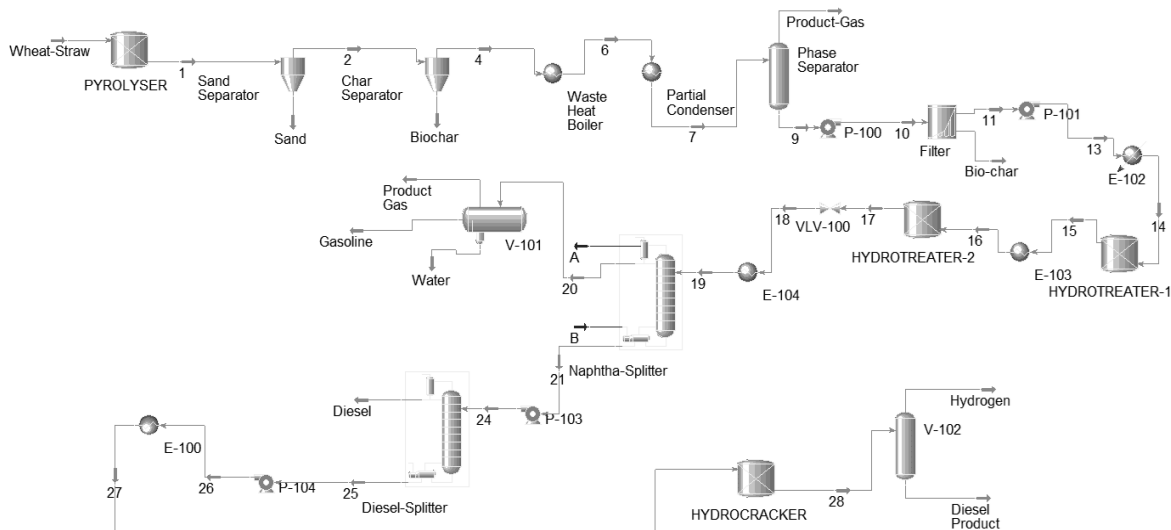 Product-Gas
Wheat-Straw
PYROLYSER
1
Sand
Separator
Sand
2
Char
Separator
Biochar
4
Waste
Heat
Boiler
6
Partial
Condenser
7
Phase
Separator
9
P-100
10
Filter
11
Bio-char
P-101
13
E-102
14
HYDROTREATER-1
15
E-103
16
HYDROTREATER-2
17
VLV-100
18
E-104
19
Naphtha-Splitter
A
B
20
V-101
Product
Gas
Gasoline
Water
21
P-103
24
Diesel
Diesel-Splitter
25
P-104
26
E-100
27
HYDROCRACKER
28
V-102
Hydrogen
Diesel
Product